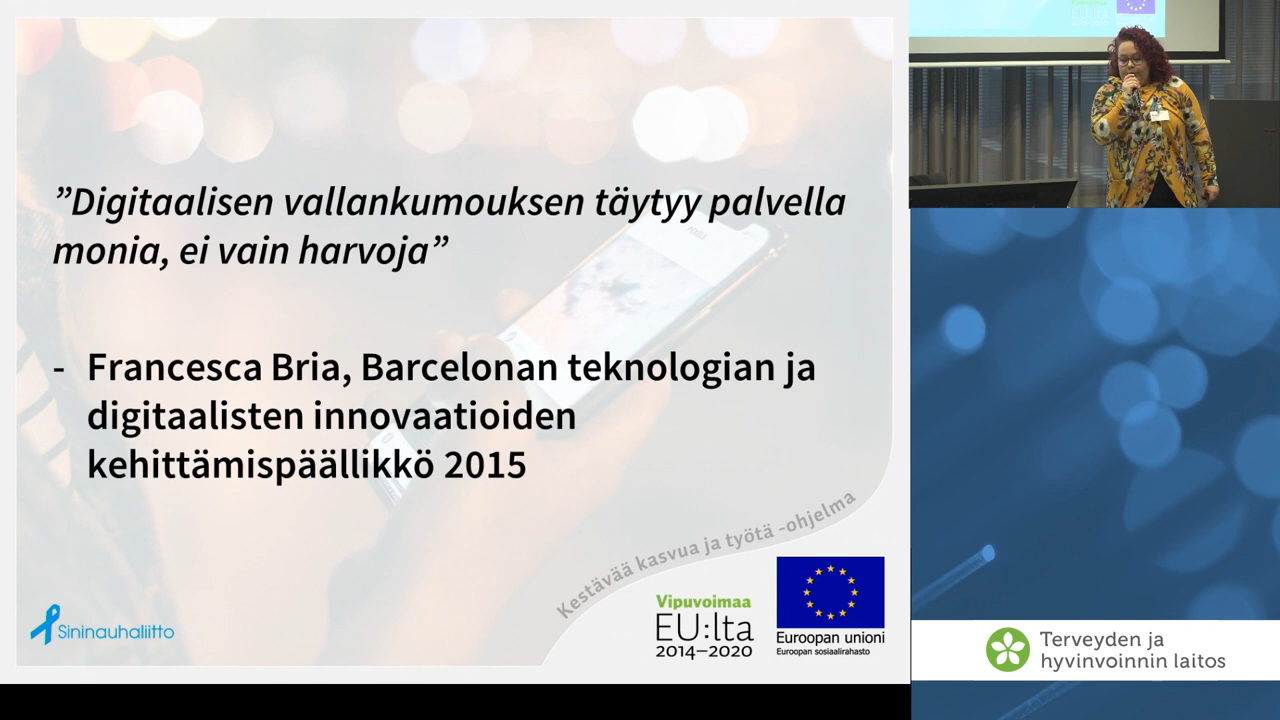 ”Digitaalisen vallankumouksen täytyy palvella
monia, ei vain harvoja”
- Francesca Bria, Barcelonan teknologian ja
digitaalisten innovaatioiden
kehittämispäällikkö 2015
Kestävää kasvua ja työtä -ohjelma
Sininauhaliitto
Vipuvoimaa
EU:lta
2014–2020
Euroopan unioni
Euroopan sosiaalirahasto
Terveyden ja
hyvinvoinnin laitos